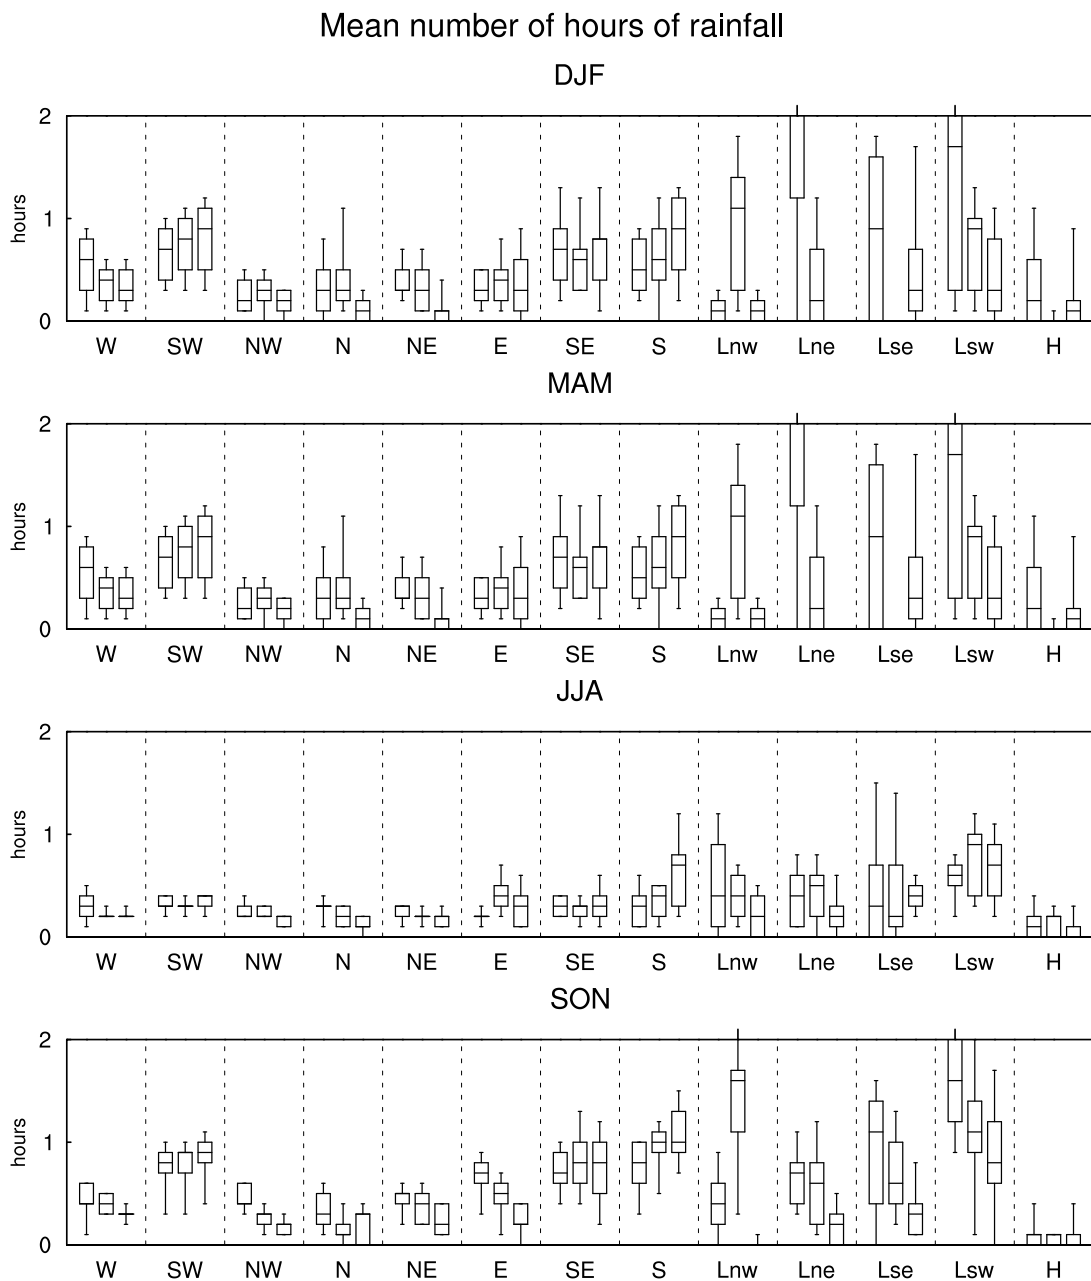 Mean number of hours of rainfall
DJF
2
1
0
hours
W SW NW N NE E SE S Lnw Lne Lse Lsw H
MAM
2
1
0
hours
W SW NW N NE E SE S Lnw Lne Lse Lsw H
JJA
2
1
0
hours
W SW NW N NE E SE S Lnw Lne Lse Lsw H
SON
2
1
0
hours
W SW NW N NE E SE S Lnw Lne Lse Lsw H